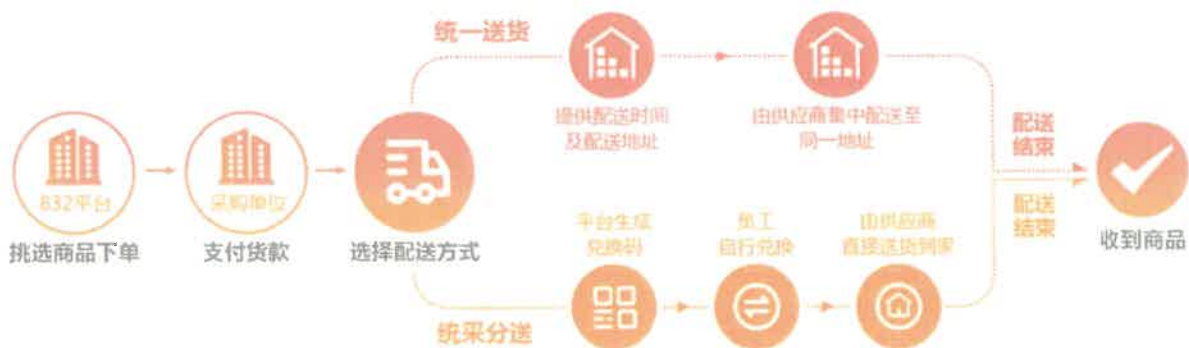 832平台
挑选商品下单
采购单位
支付货款
选择配送方式
统一送货
提供配送时间
及配送地址
由供应商集中配送至
同一地址
配送
结束
统采分送
平台生成
兑换码
员工
自行兑换
由供应商
直接送货到家
配送
结束
收到商品